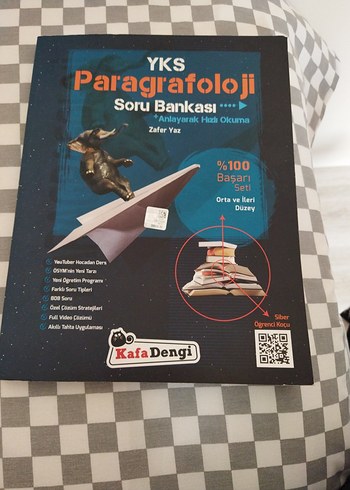 YKS
Paragrafoloji
Soru Bankası
+Anlayarak Hızlı Okuma
Zafer Yaz
%100
Başarı
Seti
Orta ve İleri
Düzey
YouTuber Hocadan Ders
ÖSYM'nin Yeni Tarzı
Yeni Öğretim Programı
Farklı Soru Tipleri
808 Soru
Özel Çözüm Stratejileri
Full Video Çözümü
Akıllı Tahta Uygulaması
Siber
Öğrenci Koçu
KafaDengi